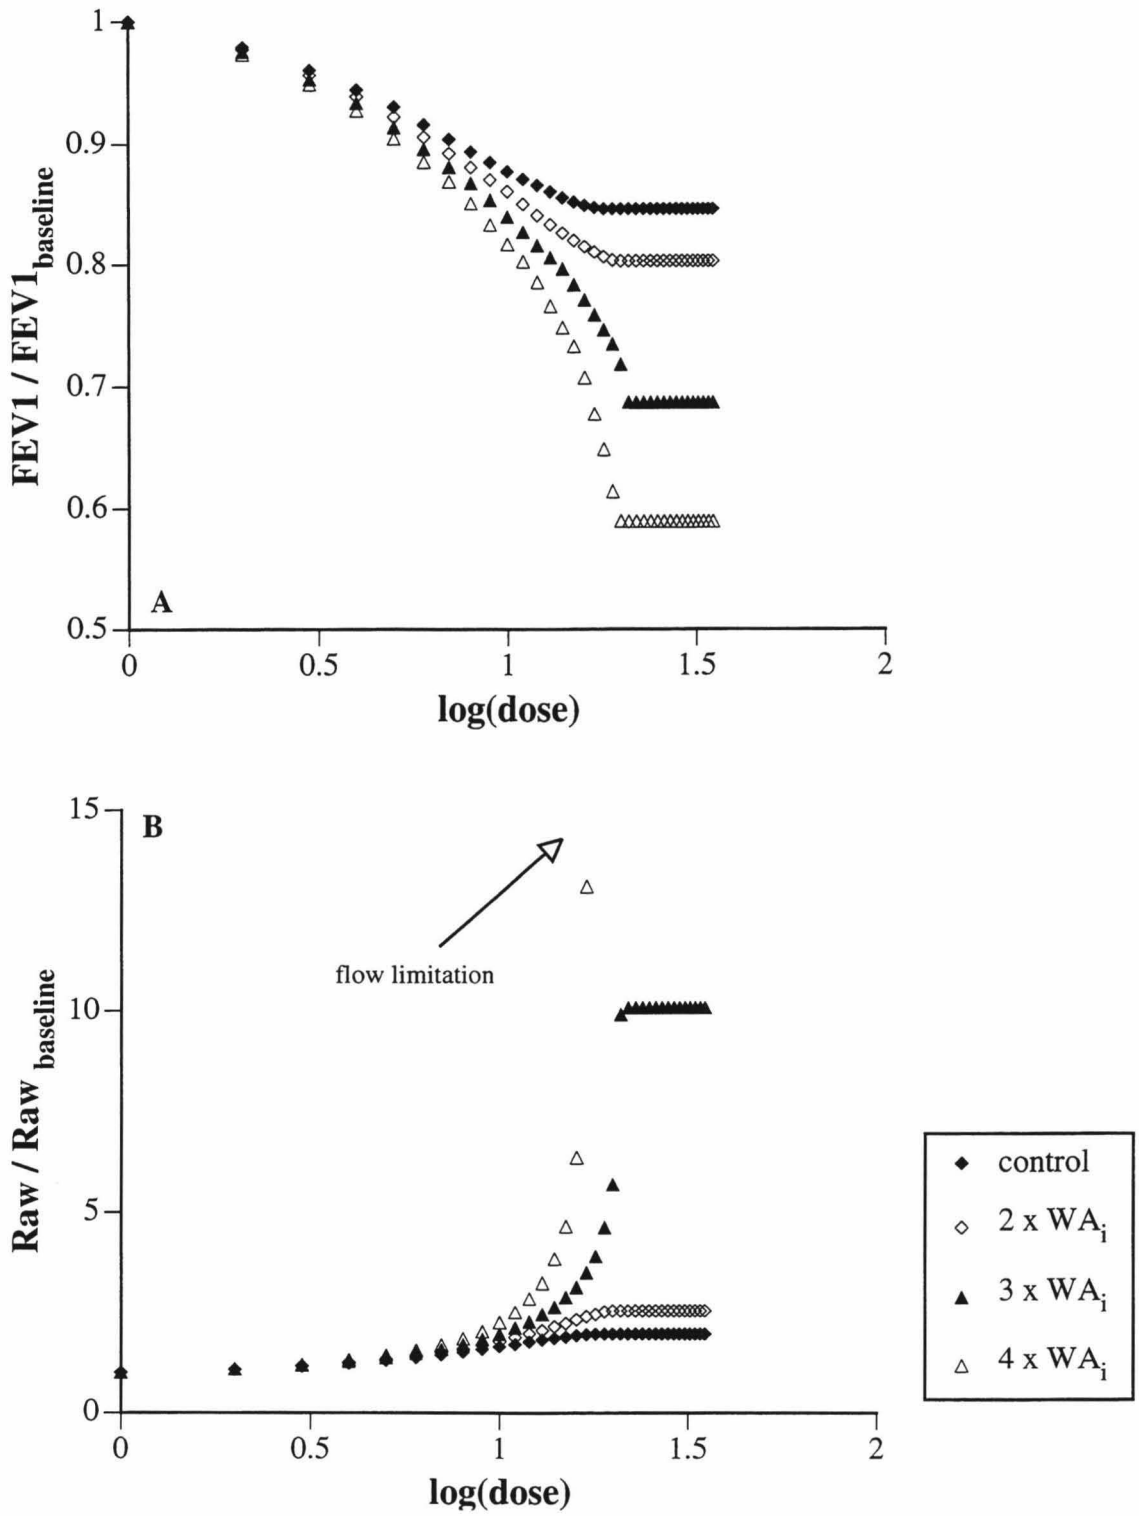 1
0.9
0.8
0.7
0.6
0.5
FEV1 / FEV1baseline
A
0 0.5 1 1.5 2
log(dose)
15
10
5
0
Raw / Raw baseline
B
flow limitation
0 0.5 1 1.5 2
log(dose)
control
2 x WAi
3 x WAi
4 x WAi